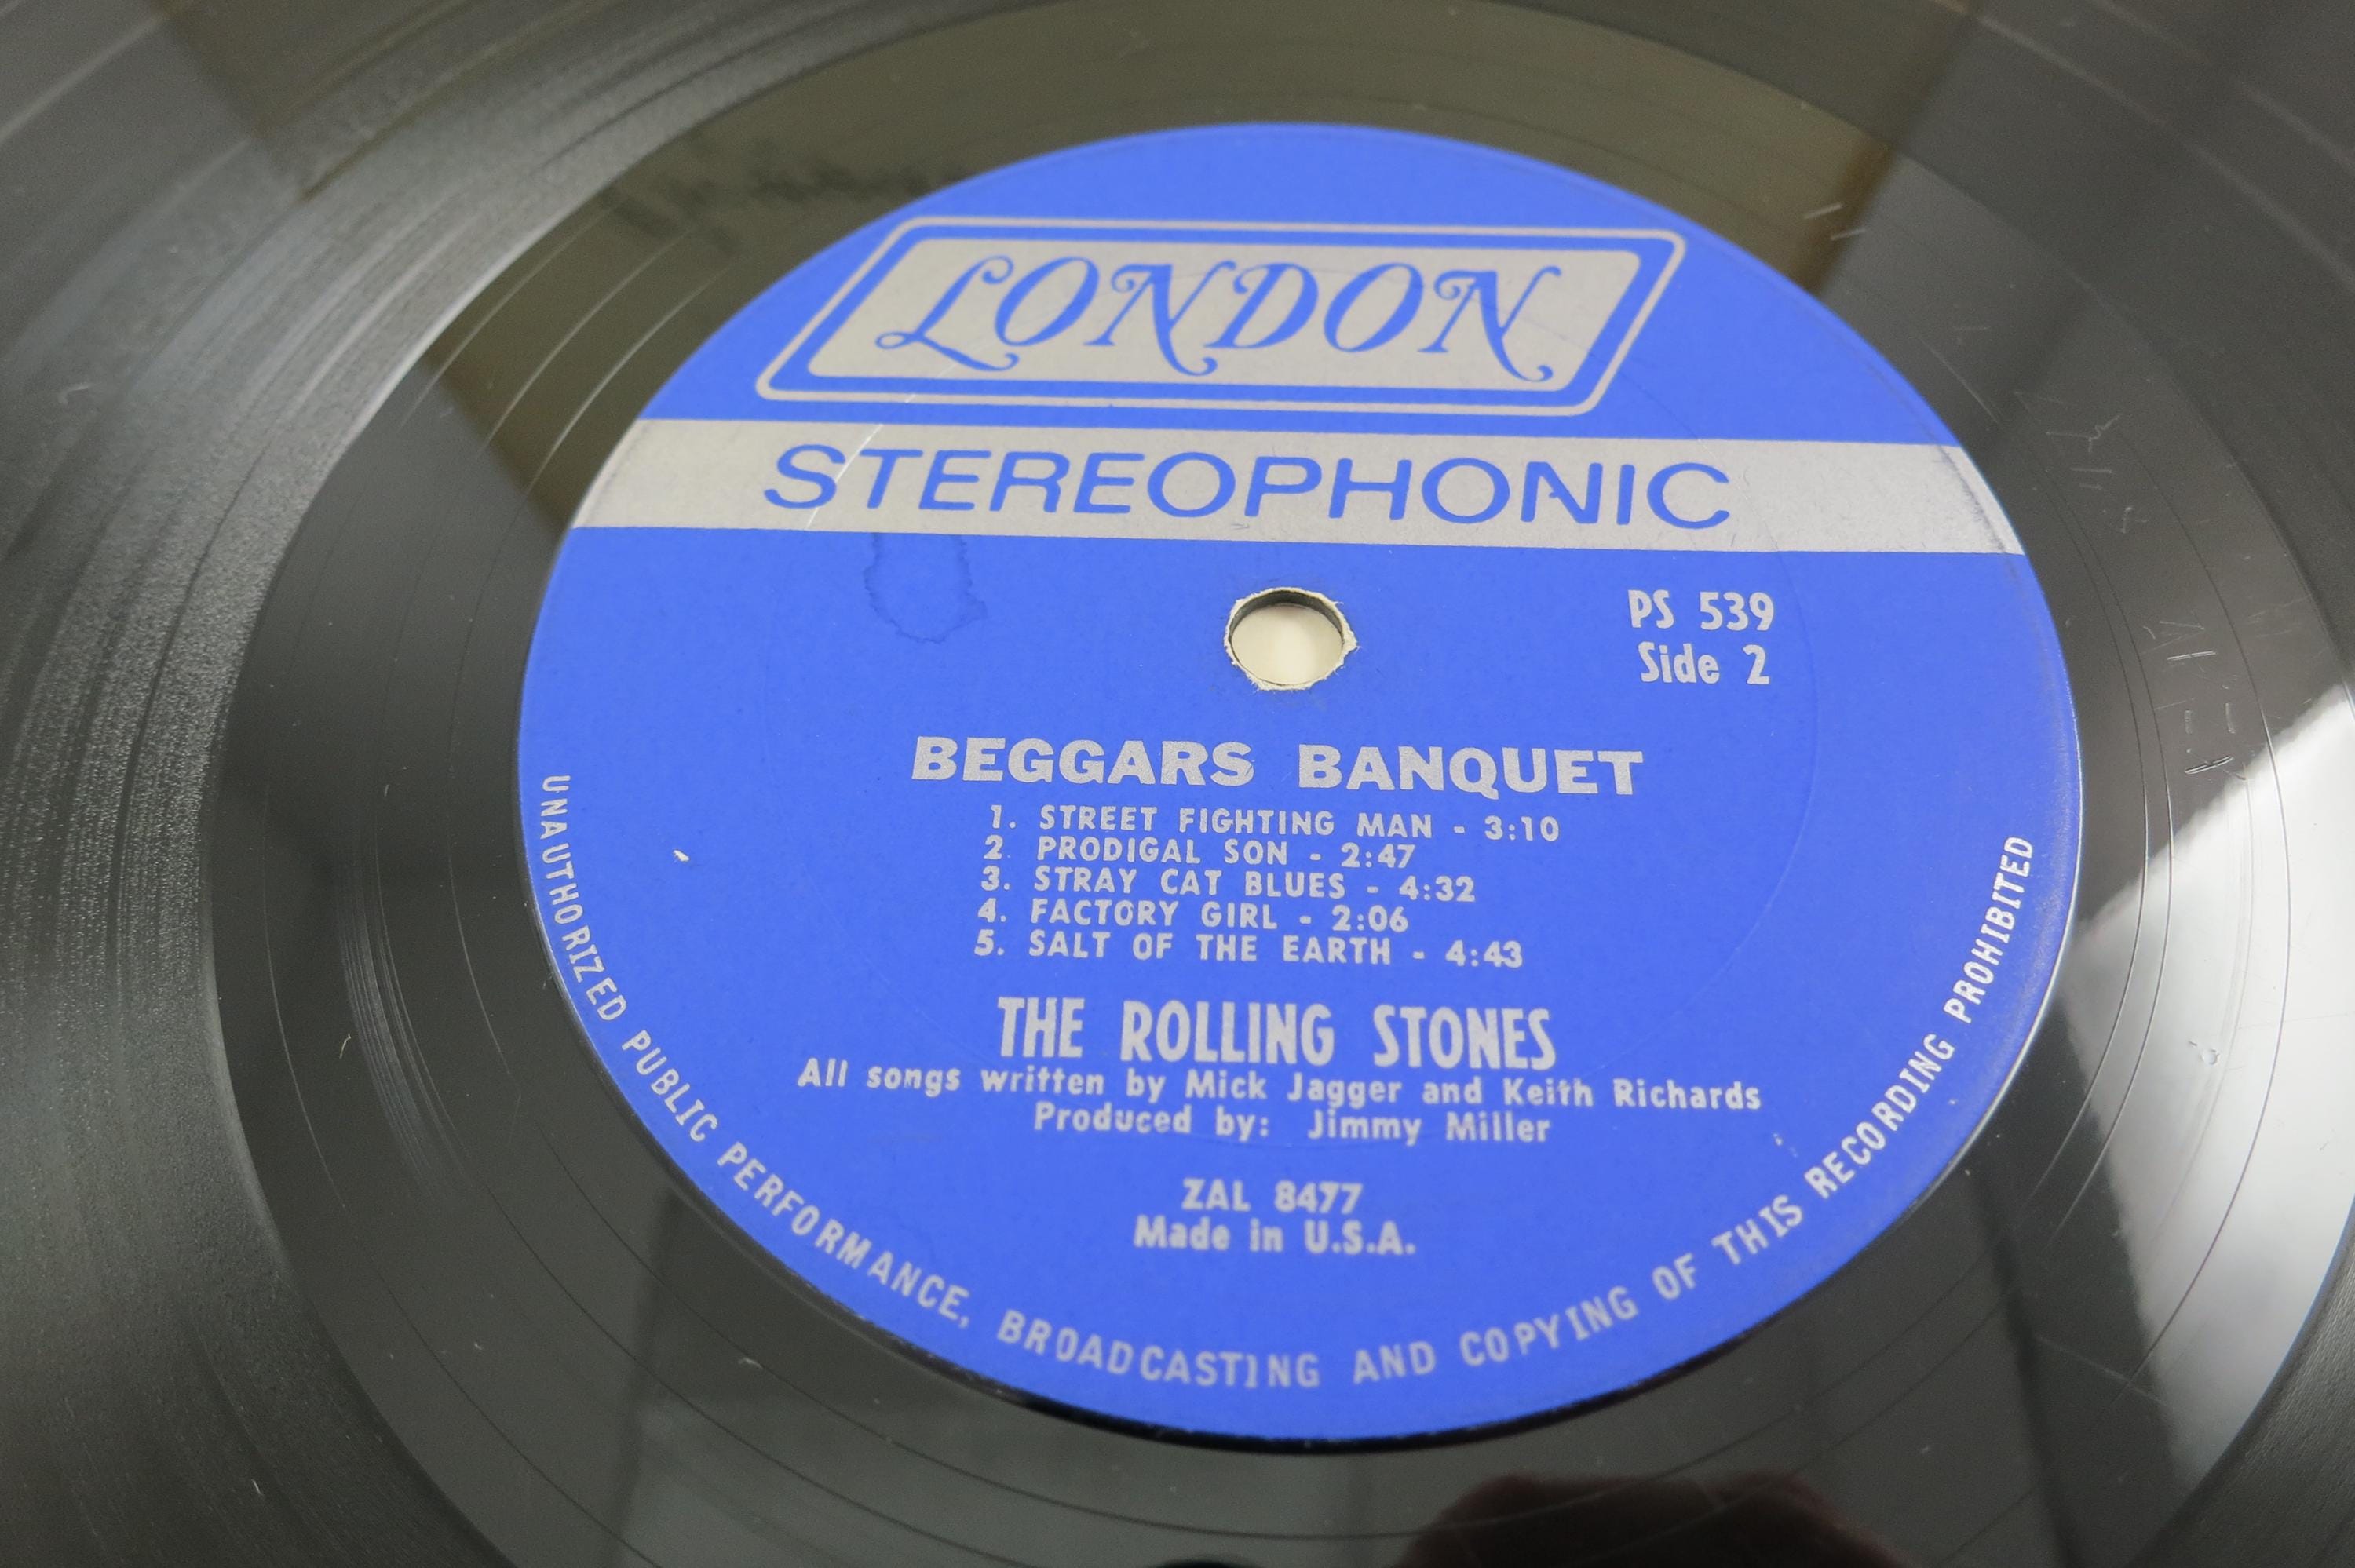 LONDON
STEREOPHONIC
PS 539
Side 2
BEGGARS BANQUET
1. STREET FIGHTING MAN - 3:10
2. PRODIGAL SON - 2:47
3. STRAY CAT BLUES - 4:32
4. FACTORY GIRL - 2:06
5. SALT OF THE EARTH - 4:43
THE ROLLING STONES
All songs written by Mick Jagger and Keith Richards
Produced by: Jimmy Miller
ZAL 8477
Made in U.S.A.
UNAUTHORIZED PUBLIC PERFORMANCE, BROADCASTING AND COPYING OF THIS RECORDING PROHIBITED